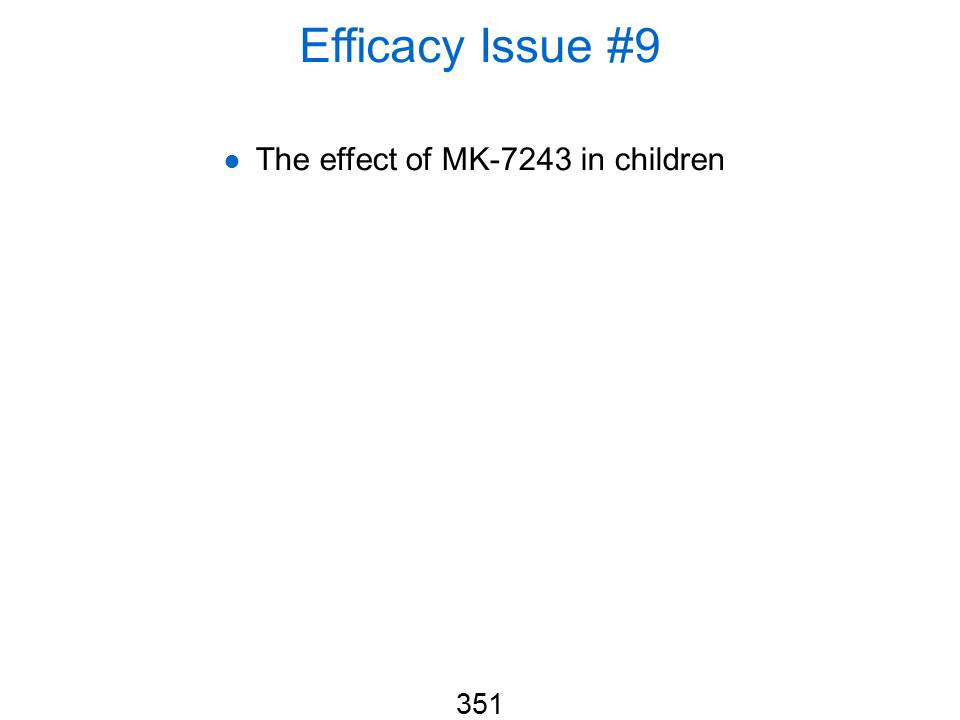 Efficacy Issue #9
● The effect of MK-7243 in children
351